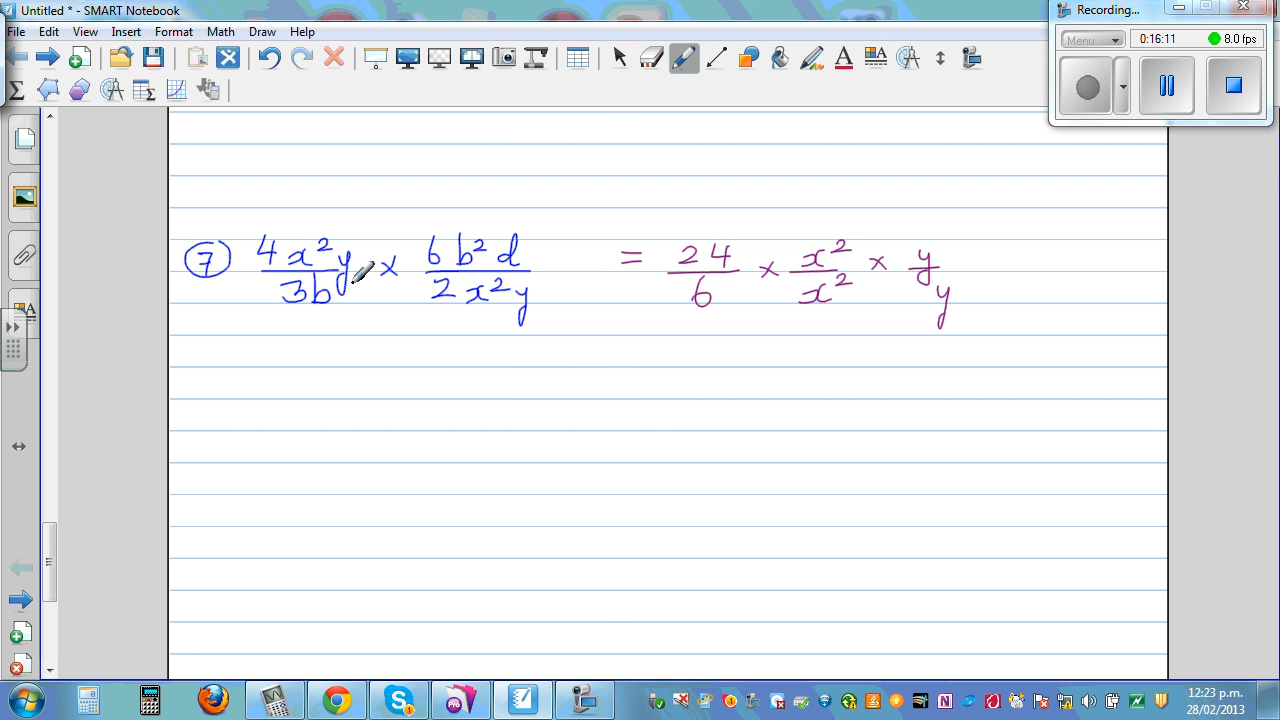 Untitled * - SMART Notebook
Recording...
File Edit View Insert Format Math Draw Help
Menu
0:16:11
8.0 fps
7 4x²y/3b × 6b²d/2x²y = 24/6 × x²/x² × y/y
12:23 p.m.
28/02/2013